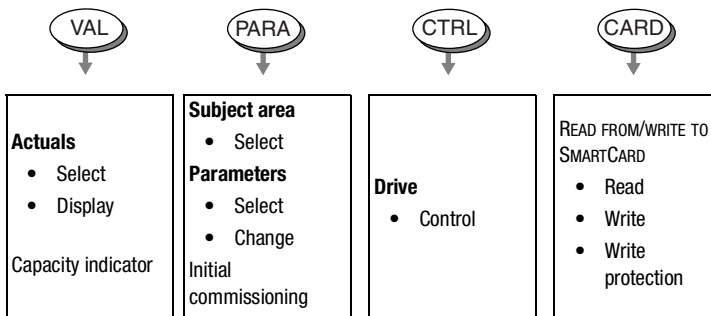 VAL
PARA
CTRL
CARD
Actuals
• Select
• Display
Capacity indicator
Subject area
• Select
Parameters
• Select
• Change
Initial
commissioning
Drive
• Control
READ FROM/WRITE TO
SMARTCARD
• Read
• Write
• Write
protection